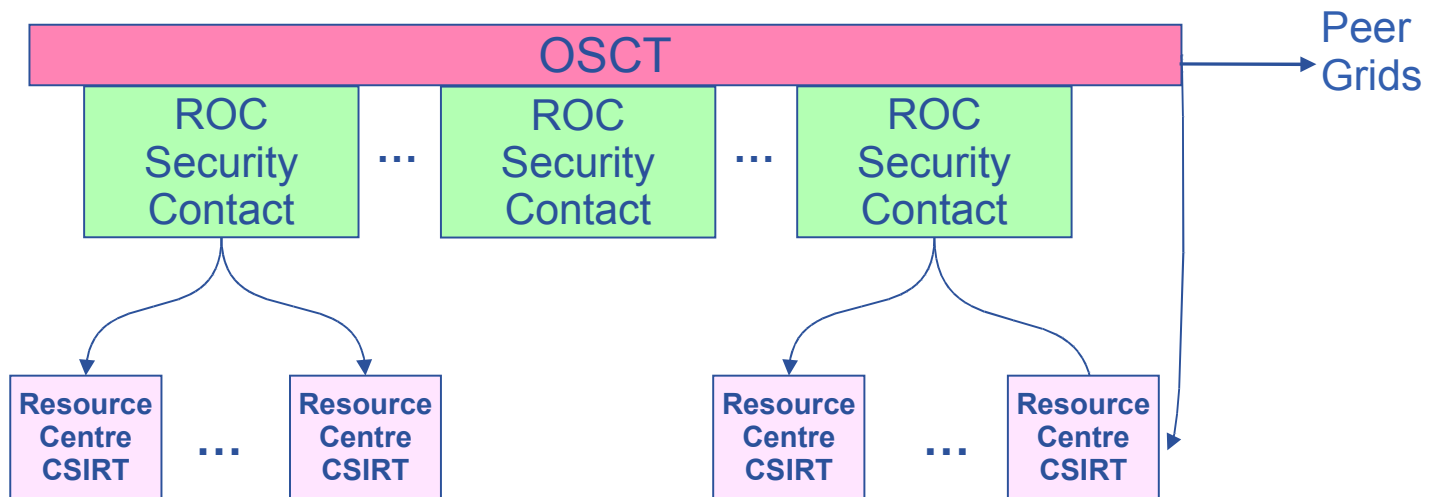 OSCT
Peer
Grids
ROC
Security
Contact
...
ROC
Security
Contact
...
ROC
Security
Contact
Resource
Centre
CSIRT
...
Resource
Centre
CSIRT
Resource
Centre
CSIRT
...
Resource
Centre
CSIRT